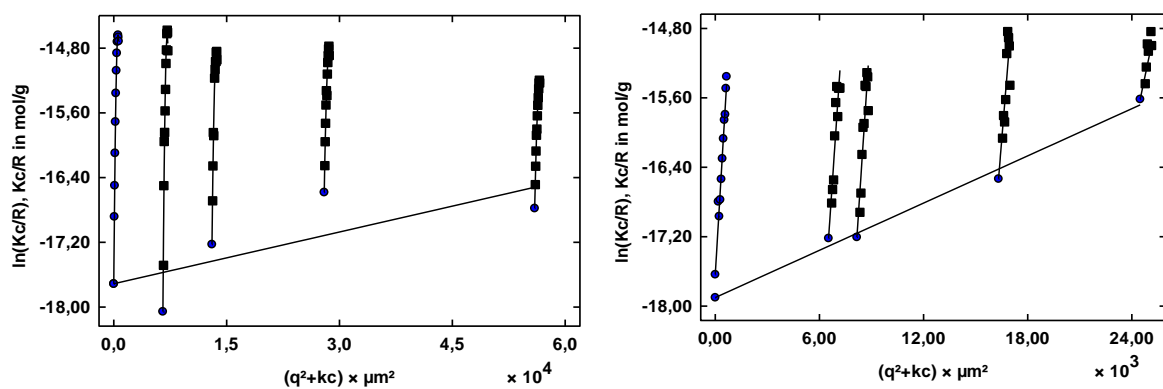 ln(Kc/R), Kc/R in mol/g
-14,80
-15,60
-16,40
-17,20
-18,00
0,0 1,5 3,0 4,5 6,0
(q²+kc) × µm² × 10⁴
ln(Kc/R), Kc/R in mol/g
-14,80
-15,60
-16,40
-17,20
-18,00
0,00 6,00 12,00 18,00 24,00
(q²+kc) × µm² × 10³